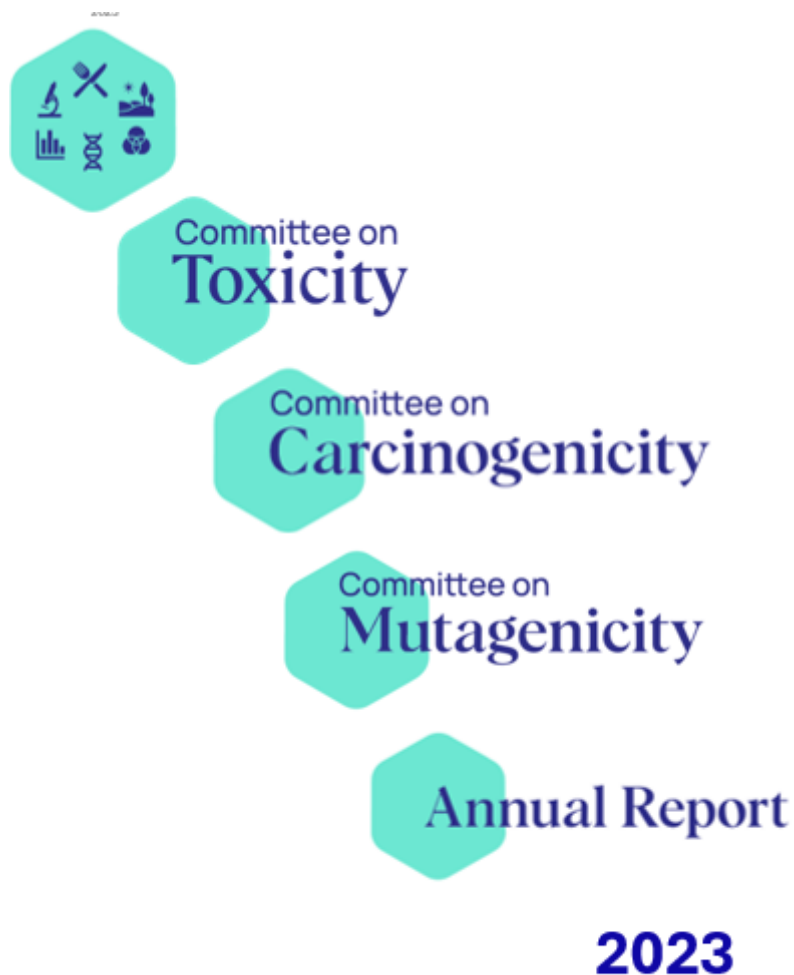 Committee on
Toxicity
Committee on
Carcinogenicity
Committee on
Mutagenicity
Annual Report
2023